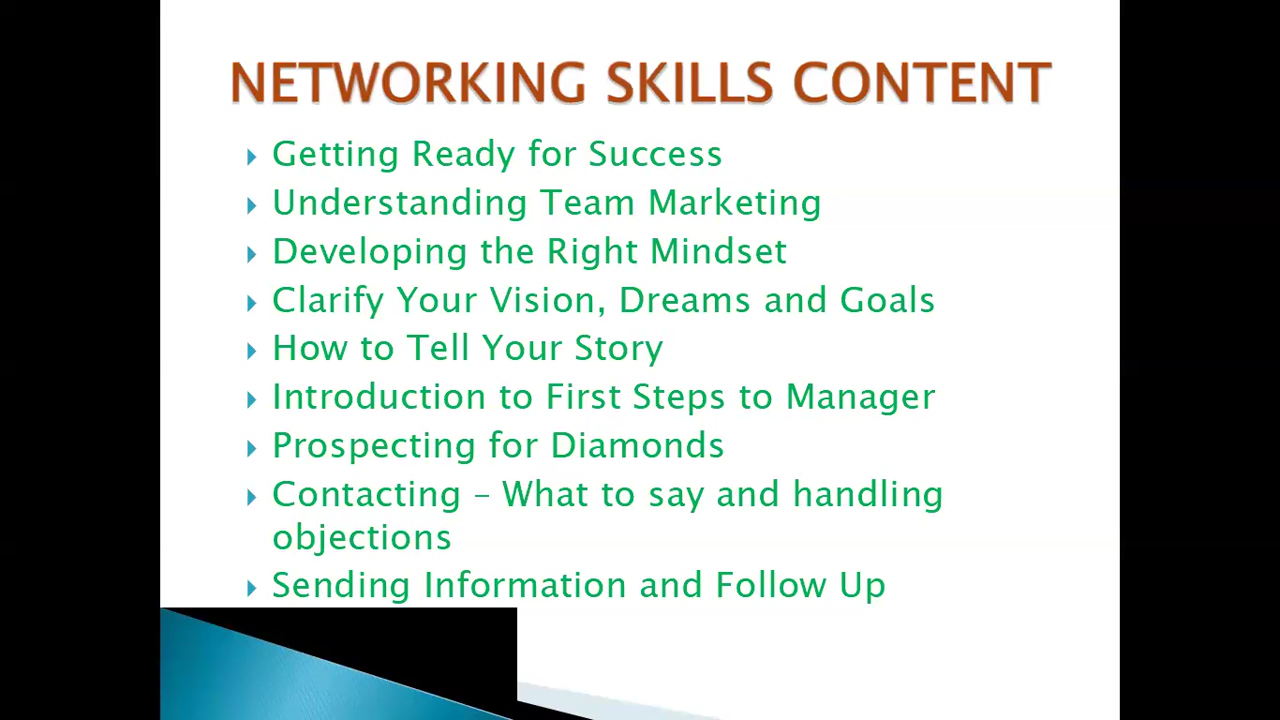 NETWORKING SKILLS CONTENT
Getting Ready for Success
Understanding Team Marketing
Developing the Right Mindset
Clarify Your Vision, Dreams and Goals
How to Tell Your Story
Introduction to First Steps to Manager
Prospecting for Diamonds
Contacting – What to say and handling
objections
Sending Information and Follow Up